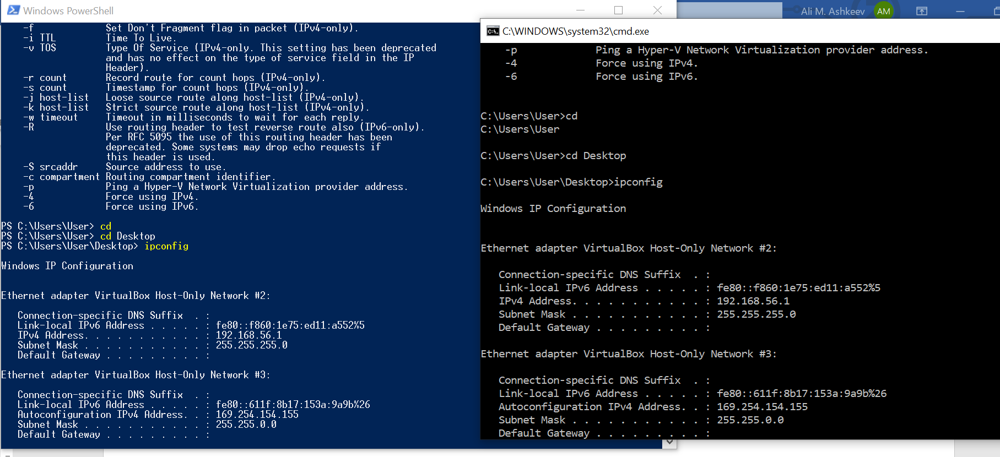 Windows PowerShell
-f Set Don't Fragment flag in packet (IPv4-only).
-i TTL Time To Live.
-v TOS Type Of Service (IPv4-only. This setting has been deprecated
and has no effect on the type of service field in the IP
Header).
-r count Record route for count hops (IPv4-only).
-s count Timestamp for count hops (IPv4-only).
-j host-list Loose source route along host-list (IPv4-only).
-k host-list Strict source route along host-list (IPv4-only).
-w timeout Timeout in milliseconds to wait for each reply.
-R Use routing header to test reverse route also (IPv6-only).
Per RFC 5095 the use of this routing header has been
deprecated. Some systems may drop echo requests if
this header is used.
-S srcaddr Source address to use.
-c compartment Routing compartment identifier.
-p Ping a Hyper-V Network Virtualization provider address.
-4 Force using IPv4.
-6 Force using IPv6.
PS C:\Users\User> cd
PS C:\Users\User> cd Desktop
PS C:\Users\User\Desktop> ipconfig
Windows IP Configuration
Ethernet adapter VirtualBox Host-Only Network #2:
Connection-specific DNS Suffix . :
Link-local IPv6 Address . . . . . : fe80::f860:1e75:ed11:a552%5
IPv4 Address. . . . . . . . . . . : 192.168.56.1
Subnet Mask . . . . . . . . . . . : 255.255.255.0
Default Gateway . . . . . . . . . :
Ethernet adapter VirtualBox Host-Only Network #3:
Connection-specific DNS Suffix . :
Link-local IPv6 Address . . . . . : fe80::611f:8b17:153a:9a9b%26
Autoconfiguration IPv4 Address. . : 169.254.154.155
Subnet Mask . . . . . . . . . . . : 255.255.0.0
Default Gateway . . . . . . . . . :
Ali M. Ashkeev AM
C:\WINDOWS\system32\cmd.exe
-p Ping a Hyper-V Network Virtualization provider address.
-4 Force using IPv4.
-6 Force using IPv6.
C:\Users\User>cd
C:\Users\User
C:\Users\User>cd Desktop
C:\Users\User\Desktop>ipconfig
Windows IP Configuration
Ethernet adapter VirtualBox Host-Only Network #2:
Connection-specific DNS Suffix . :
Link-local IPv6 Address . . . . . : fe80::f860:1e75:ed11:a552%5
IPv4 Address. . . . . . . . . . . : 192.168.56.1
Subnet Mask . . . . . . . . . . . : 255.255.255.0
Default Gateway . . . . . . . . . :
Ethernet adapter VirtualBox Host-Only Network #3:
Connection-specific DNS Suffix . :
Link-local IPv6 Address . . . . . : fe80::611f:8b17:153a:9a9b%26
Autoconfiguration IPv4 Address. . : 169.254.154.155
Subnet Mask . . . . . . . . . . . : 255.255.0.0
Default Gateway . . . . . . . . . :